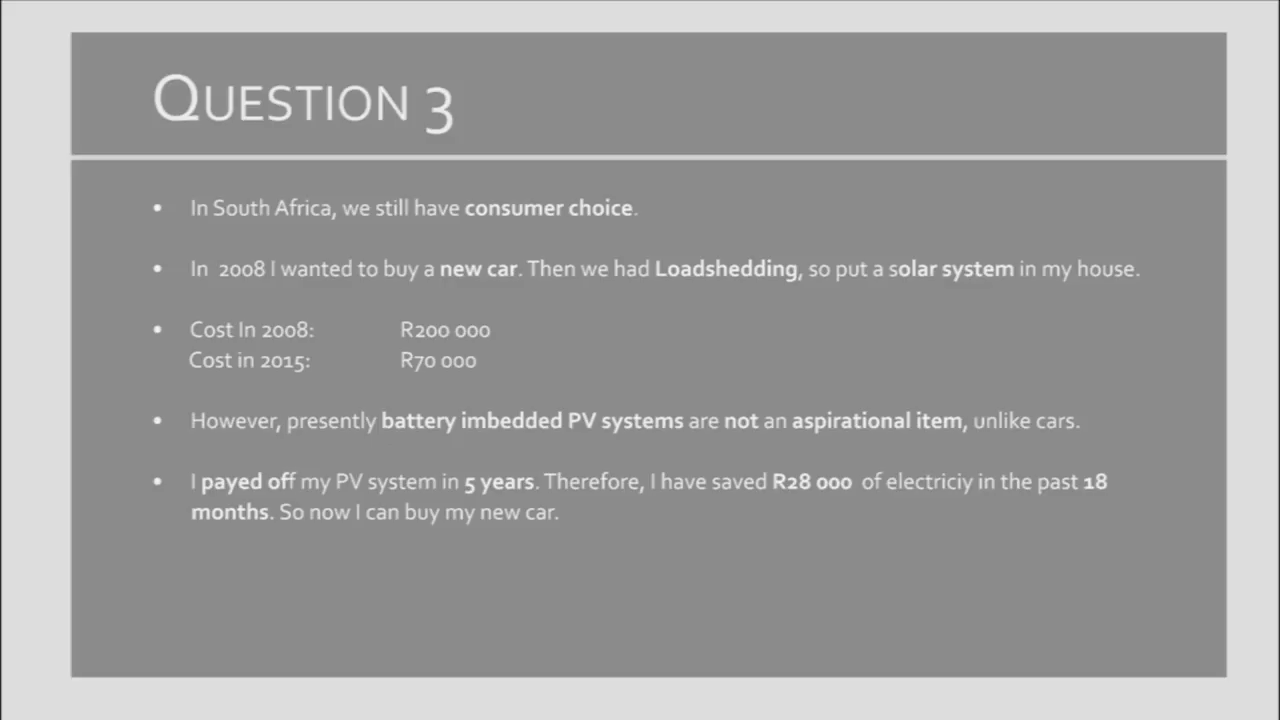 QUESTION 3
• In South Africa, we still have consumer choice.
• In 2008 I wanted to buy a new car. Then we had Loadshedding, so put a solar system in my house.
• Cost In 2008: R200 000
Cost in 2015: R70 000
• However, presently battery imbedded PV systems are not an aspirational item, unlike cars.
• I payed off my PV system in 5 years. Therefore, I have saved R28 000 of electriciy in the past 18
months. So now I can buy my new car.